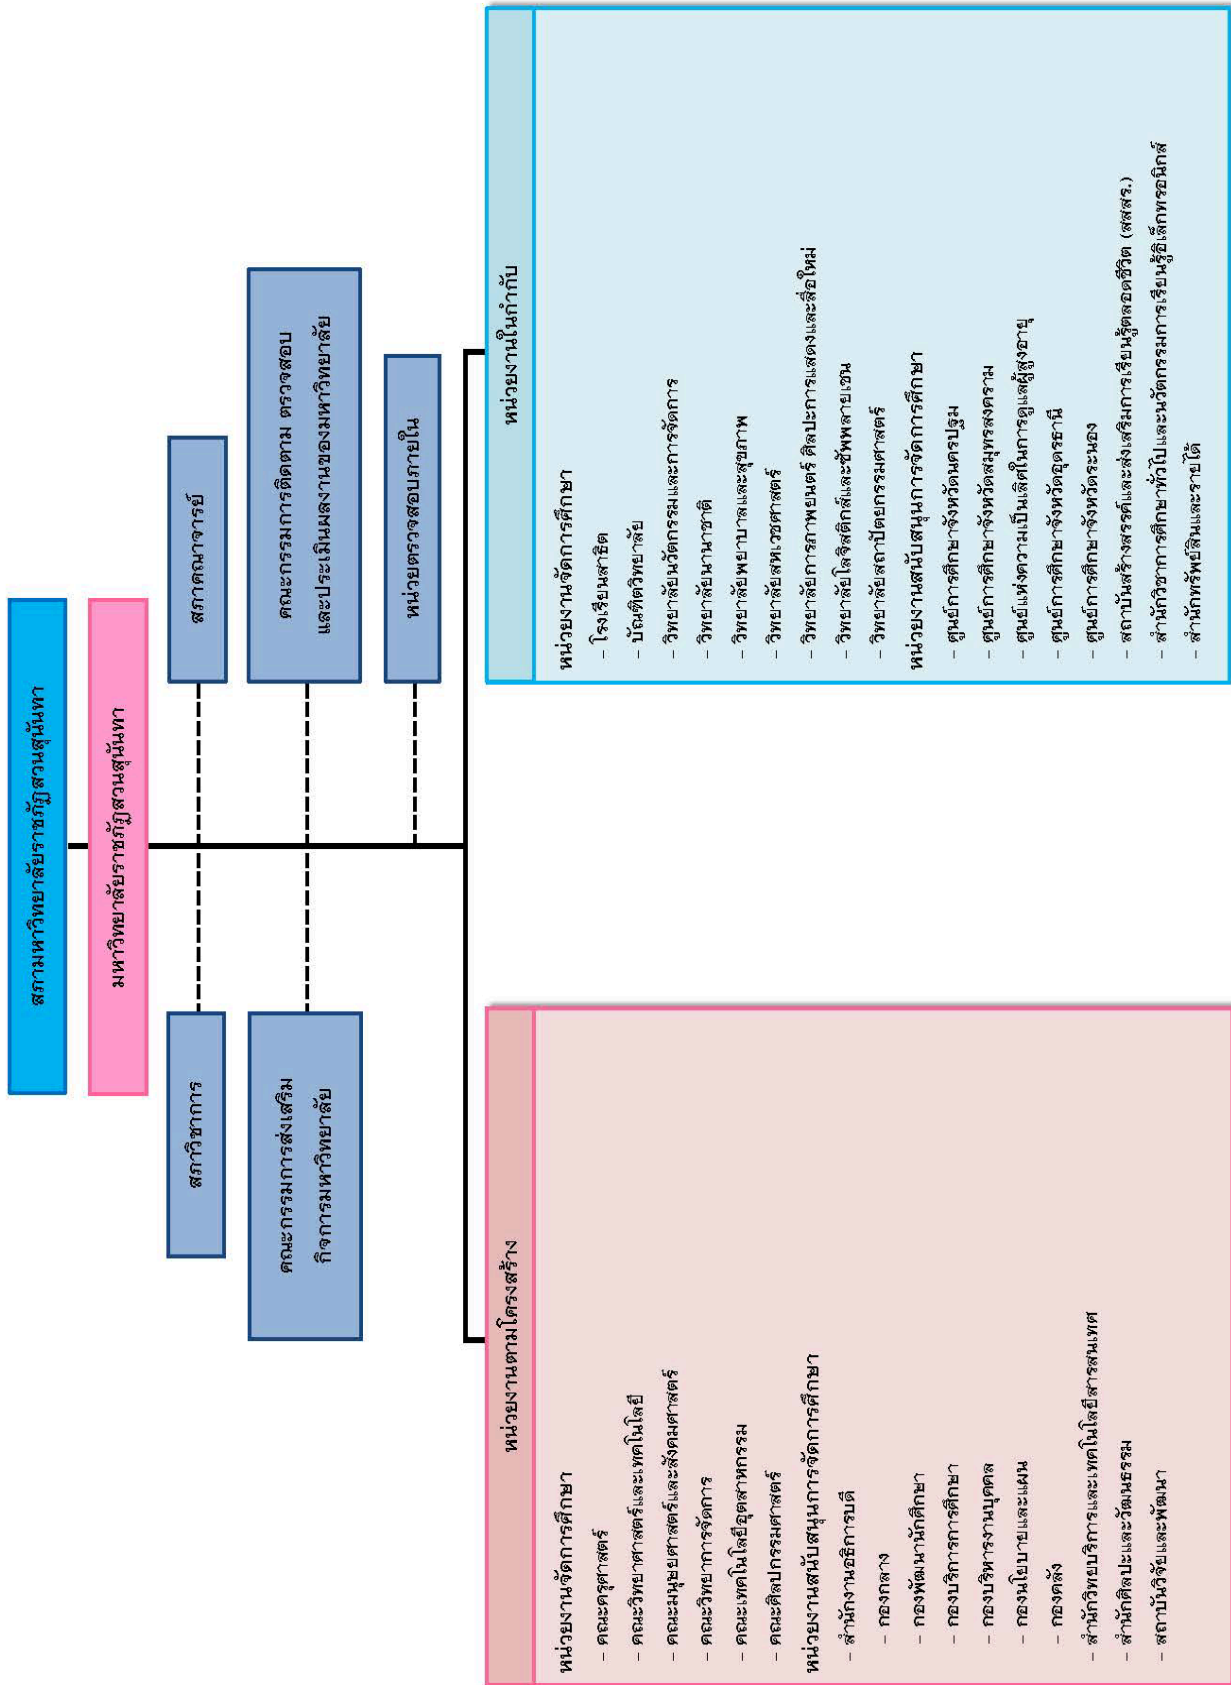 สภามหาวิทยาลัยราชภัฏสวนสุนันทา
มหาวิทยาลัยราชภัฏสวนสุนันทา
สภาวิชาการ
สภาคณาจารย์
คณะกรรมการส่งเสริม
กิจการมหาวิทยาลัย
คณะกรรมการติดตาม ตรวจสอบ
และประเมินผลงานของมหาวิทยาลัย
หน่วยตรวจสอบภายใน
หน่วยงานตามโครงสร้าง
หน่วยงานจัดการศึกษา
- คณะครุศาสตร์
- คณะวิทยาศาสตร์และเทคโนโลยี
- คณะมนุษยศาสตร์และสังคมศาสตร์
- คณะวิทยาการจัดการ
- คณะเทคโนโลยีอุตสาหกรรม
- คณะศิลปกรรมศาสตร์
หน่วยงานสนับสนุนการจัดการศึกษา
- สำนักงานอธิการบดี
- กองกลาง
- กองพัฒนานักศึกษา
- กองบริการการศึกษา
- กองบริหารงานบุคคล
- กองนโยบายและแผน
- กองคลัง
- สำนักวิทยบริการและเทคโนโลยีสารสนเทศ
- สำนักศิลปะและวัฒนธรรม
- สถาบันวิจัยและพัฒนา
หน่วยงานในกำกับ
หน่วยงานจัดการศึกษา
- โรงเรียนสาธิต
- บัณฑิตวิทยาลัย
- วิทยาลัยนวัตกรรมและการจัดการ
- วิทยาลัยนานาชาติ
- วิทยาลัยพยาบาลและสุขภาพ
- วิทยาลัยสหเวชศาสตร์
- วิทยาลัยการภาพยนตร์ ศิลปะการแสดงและสื่อใหม่
- วิทยาลัยโลจิสติกส์และซัพพลายเชน
- วิทยาลัยสถาปัตยกรรมศาสตร์
หน่วยงานสนับสนุนการจัดการศึกษา
- ศูนย์การศึกษาจังหวัดนครปฐม
- ศูนย์การศึกษาจังหวัดสมุทรสงคราม
- ศูนย์แห่งความเป็นเลิศในการดูแลผู้สูงอายุ
- ศูนย์การศึกษาจังหวัดอุดรธานี
- ศูนย์การศึกษาจังหวัดระนอง
- สถาบันสร้างสรรค์และส่งเสริมการเรียนรู้ตลอดชีวิต (สสสร.)
- สำนักวิชาการศึกษาทั่วไปและนวัตกรรมการเรียนรู้อิเล็กทรอนิกส์
- สำนักทรัพย์สินและรายได้